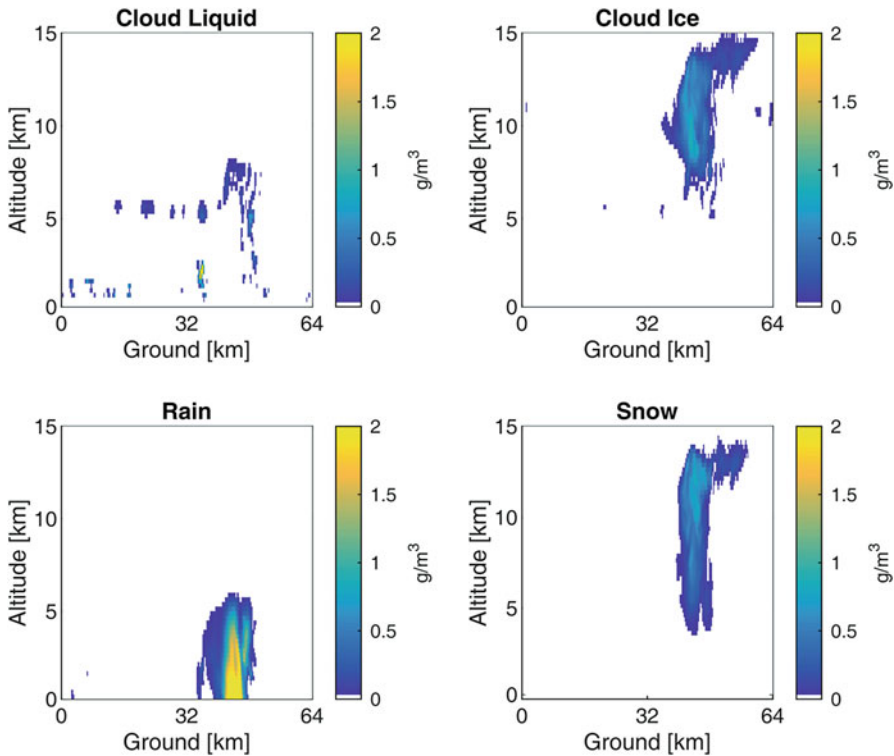 Cloud Liquid
15
10
5
0
Altitude [km]
0 32 64
Ground [km]
2
1.5
1
0.5
0
g/m³
Cloud Ice
15
10
5
0
Altitude [km]
0 32 64
Ground [km]
2
1.5
1
0.5
0
g/m³
Rain
15
10
5
0
Altitude [km]
0 32 64
Ground [km]
2
1.5
1
0.5
0
g/m³
Snow
15
10
5
0
Altitude [km]
0 32 64
Ground [km]
2
1.5
1
0.5
0
g/m³